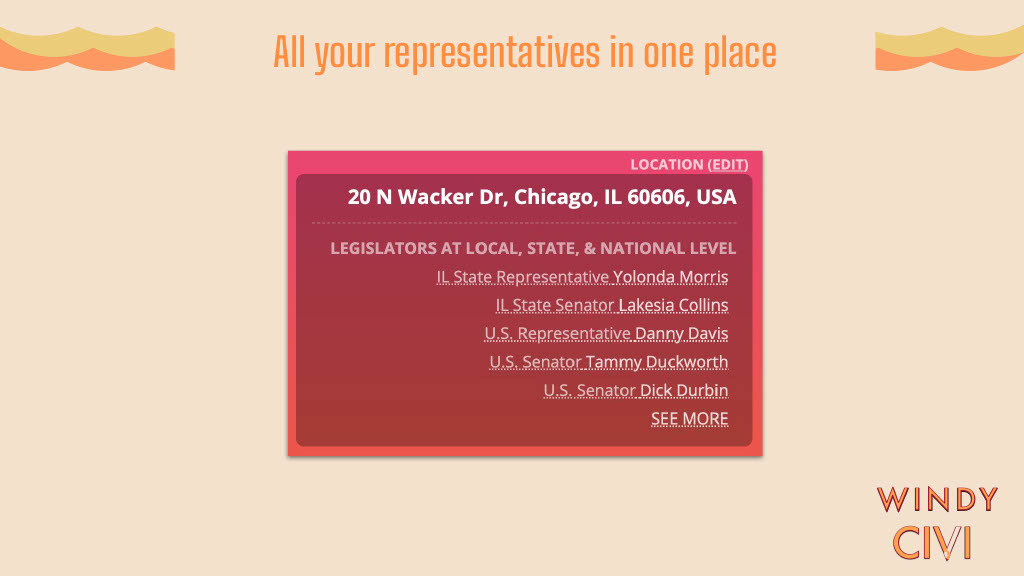 All your representatives in one place
LOCATION (EDIT)
20 N Wacker Dr, Chicago, IL 60606, USA
LEGISLATORS AT LOCAL, STATE, & NATIONAL LEVEL
IL State Representative Yolonda Morris
IL State Senator Lakesia Collins
U.S. Representative Danny Davis
U.S. Senator Tammy Duckworth
U.S. Senator Dick Durbin
SEE MORE
WINDY
CIVI